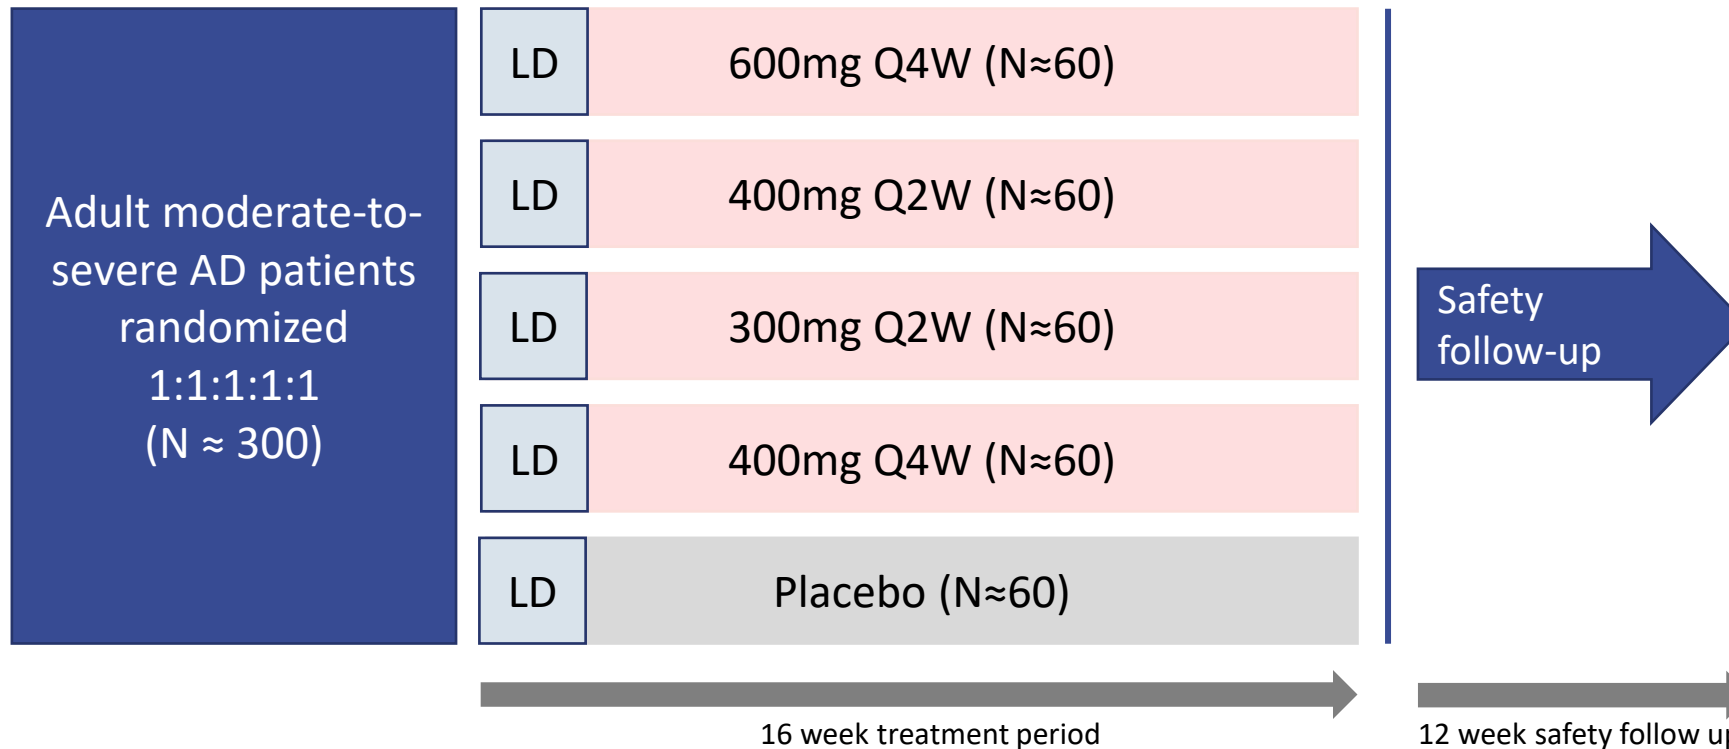 Adult moderate-to-
severe AD patients
randomized
1:1:1:1:1
(N ≈ 300)
LD
600mg Q4W (N≈60)
LD
400mg Q2W (N≈60)
LD
300mg Q2W (N≈60)
LD
400mg Q4W (N≈60)
LD
Placebo (N≈60)
Safety
follow-up
16 week treatment period
12 week safety follow up